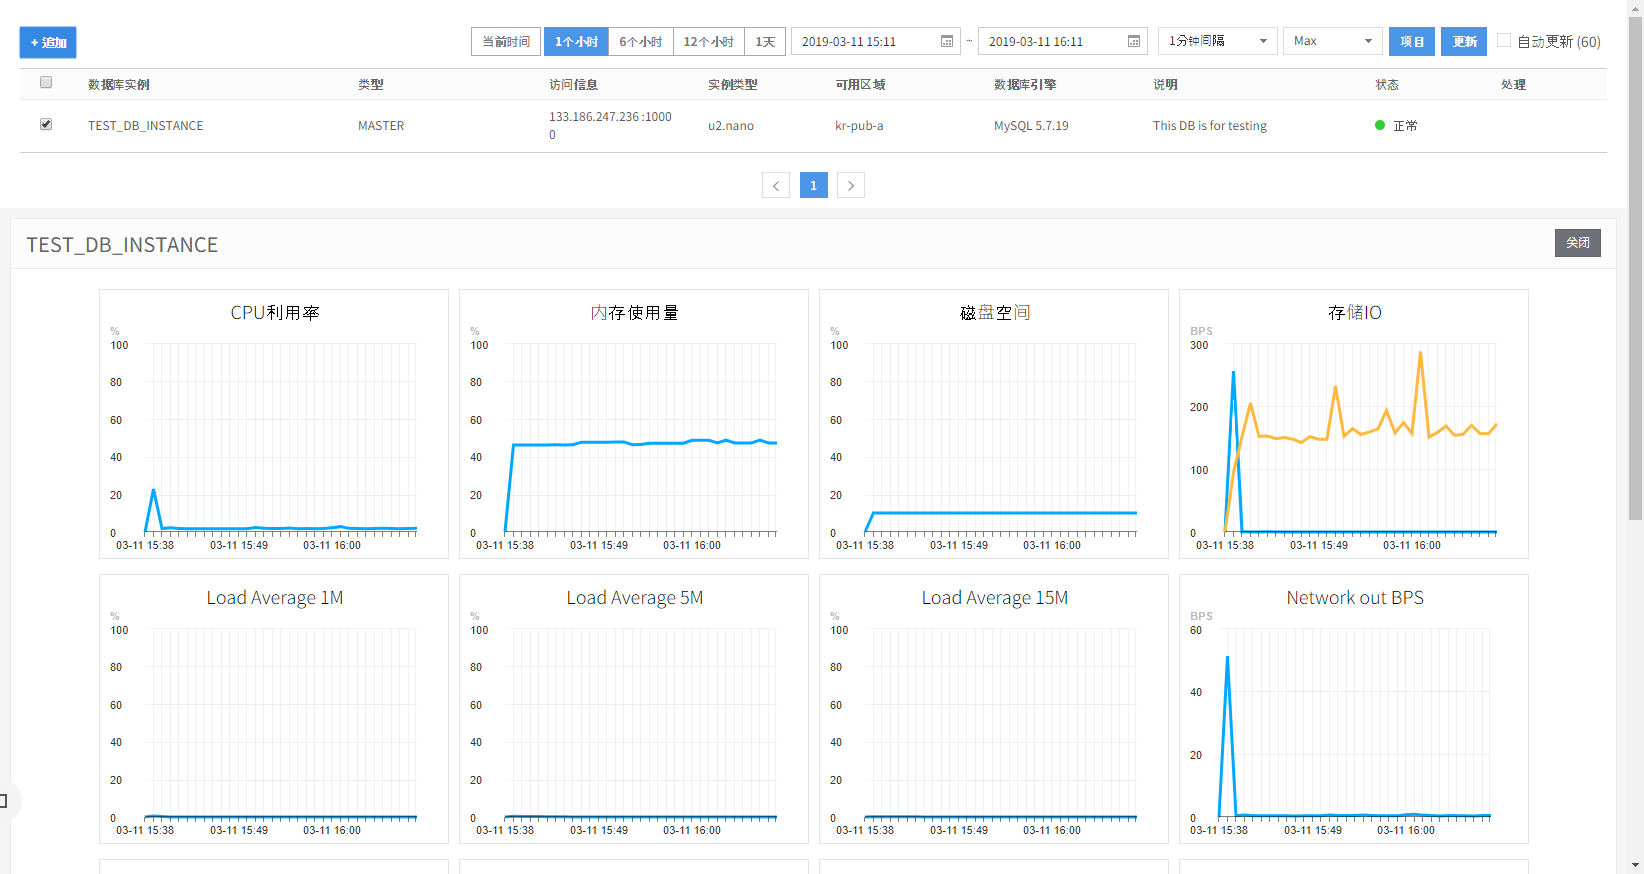 + 追加
当前时间 1个小时 6个小时 12个小时 1天 2019-03-11 15:11 ~ 2019-03-11 16:11 1分钟间隔 Max 项目 更新 自动更新 (60)
数据库实例 类型 访问信息 实例类型 可用区域 数据库引擎 说明 状态 处理
TEST_DB_INSTANCE MASTER 133.186.247.236 :1000
0 u2.nano kr-pub-a MySQL 5.7.19 This DB is for testing 正常
1
TEST_DB_INSTANCE 关闭
CPU利用率
%
100
80
60
40
20
0
03-11 15:38 03-11 15:49 03-11 16:00
内存使用量
%
100
80
60
40
20
0
03-11 15:38 03-11 15:49 03-11 16:00
磁盘空间
%
100
80
60
40
20
0
03-11 15:38 03-11 15:49 03-11 16:00
存储IO
BPS
300
200
100
0
03-11 15:38 03-11 15:49 03-11 16:00
Load Average 1M
%
100
80
60
40
20
0
03-11 15:38 03-11 15:49 03-11 16:00
Load Average 5M
%
100
80
60
40
20
0
03-11 15:38 03-11 15:49 03-11 16:00
Load Average 15M
%
100
80
60
40
20
0
03-11 15:38 03-11 15:49 03-11 16:00
Network out BPS
BPS
60
40
20
0
03-11 15:38 03-11 15:49 03-11 16:00